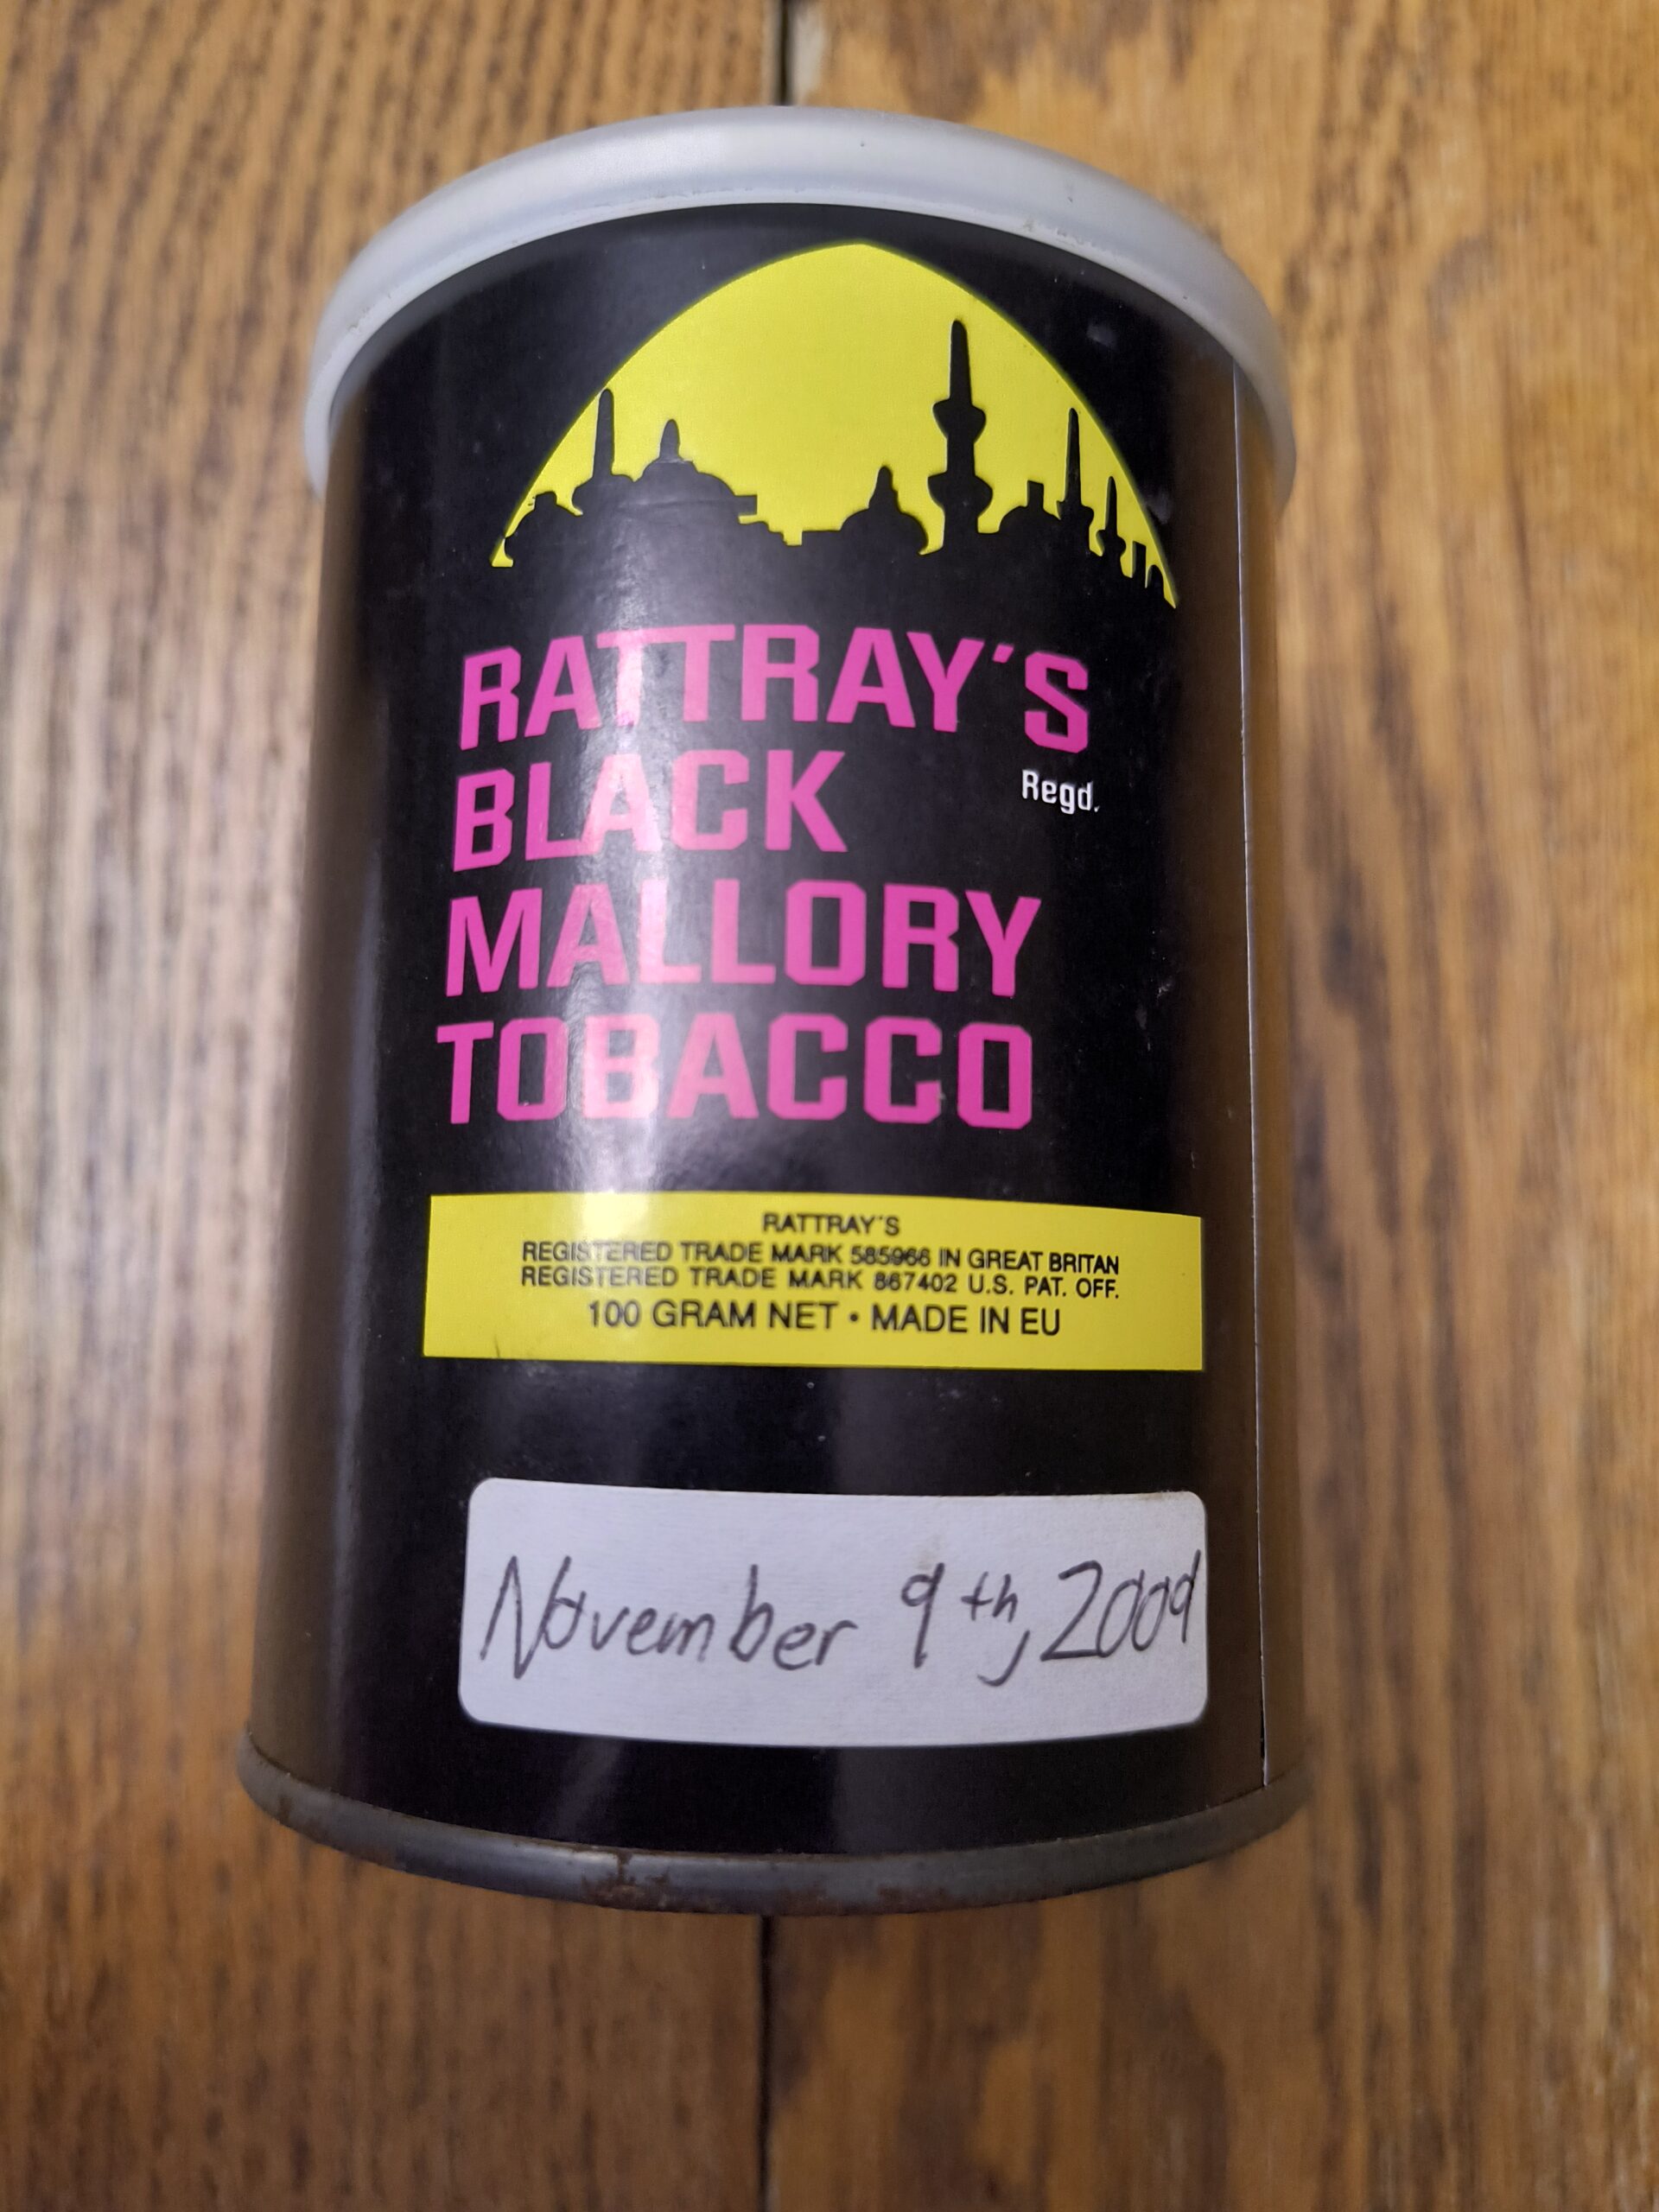 RATTRAY'S
Regd.
BLACK
MALLORY
TOBACCO
RATTRAY'S
REGISTERED TRADE MARK 585966 IN GREAT BRITAN
REGISTERED TRADE MARK 867402 U.S. PAT. OFF.
100 GRAM NET • MADE IN EU
November 9th, 2009